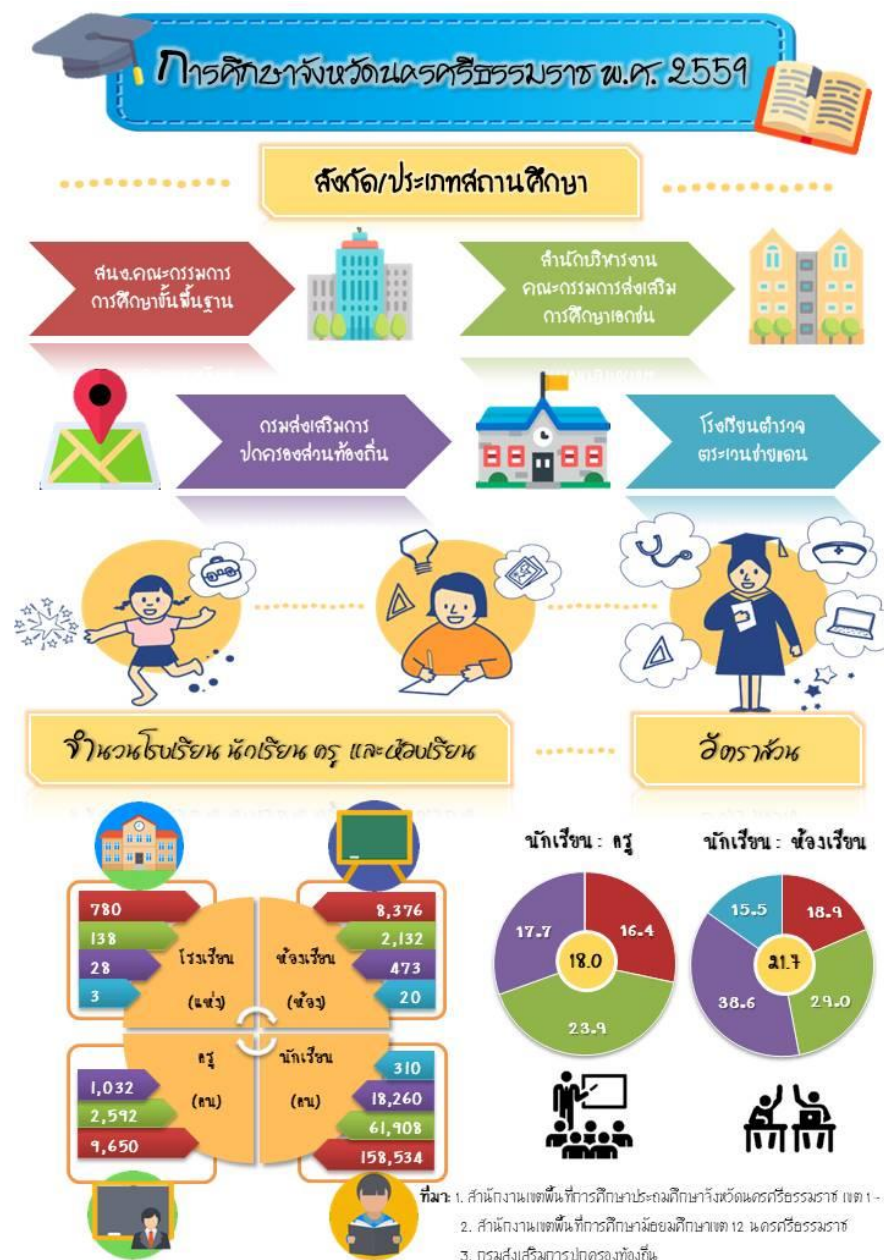 การศึกษาจังหวัดนครศรีธรรมราช พ.ศ. 2559
สังกัด/ประเภทสถานศึกษา
สนง.คณะกรรมการ
การศึกษาขั้นพื้นฐาน
สำนักบริหารงาน
คณะกรรมการส่งเสริม
การศึกษาเอกชน
กรมส่งเสริมการ
ปกครองส่วนท้องถิ่น
โรงเรียนตำรวจ
ตระเวนชายแดน
จำนวนโรงเรียน นักเรียน ครู และห้องเรียน
อัตราส่วน
780
138
28
3
โรงเรียน
(แห่ง)
ห้องเรียน
(ห้อง)
8,376
2,132
473
20
ครู
(คน)
1,032
2,592
9,650
นักเรียน
(คน)
310
18,260
61,908
158,534
นักเรียน : ครู
17.7
16.4
18.0
23.9
นักเรียน : ห้องเรียน
15.5
18.9
21.7
38.6
29.0
ที่มา: 1. สำนักงานเขตพื้นที่การศึกษาประถมศึกษาจังหวัดนครศรีธรรมราช เขต 1 -
2. สำนักงานเขตพื้นที่การศึกษามัธยมศึกษาเขต 12 นครศรีธรรมราช
3. กรมส่งเสริมการปกครองท้องถิ่น